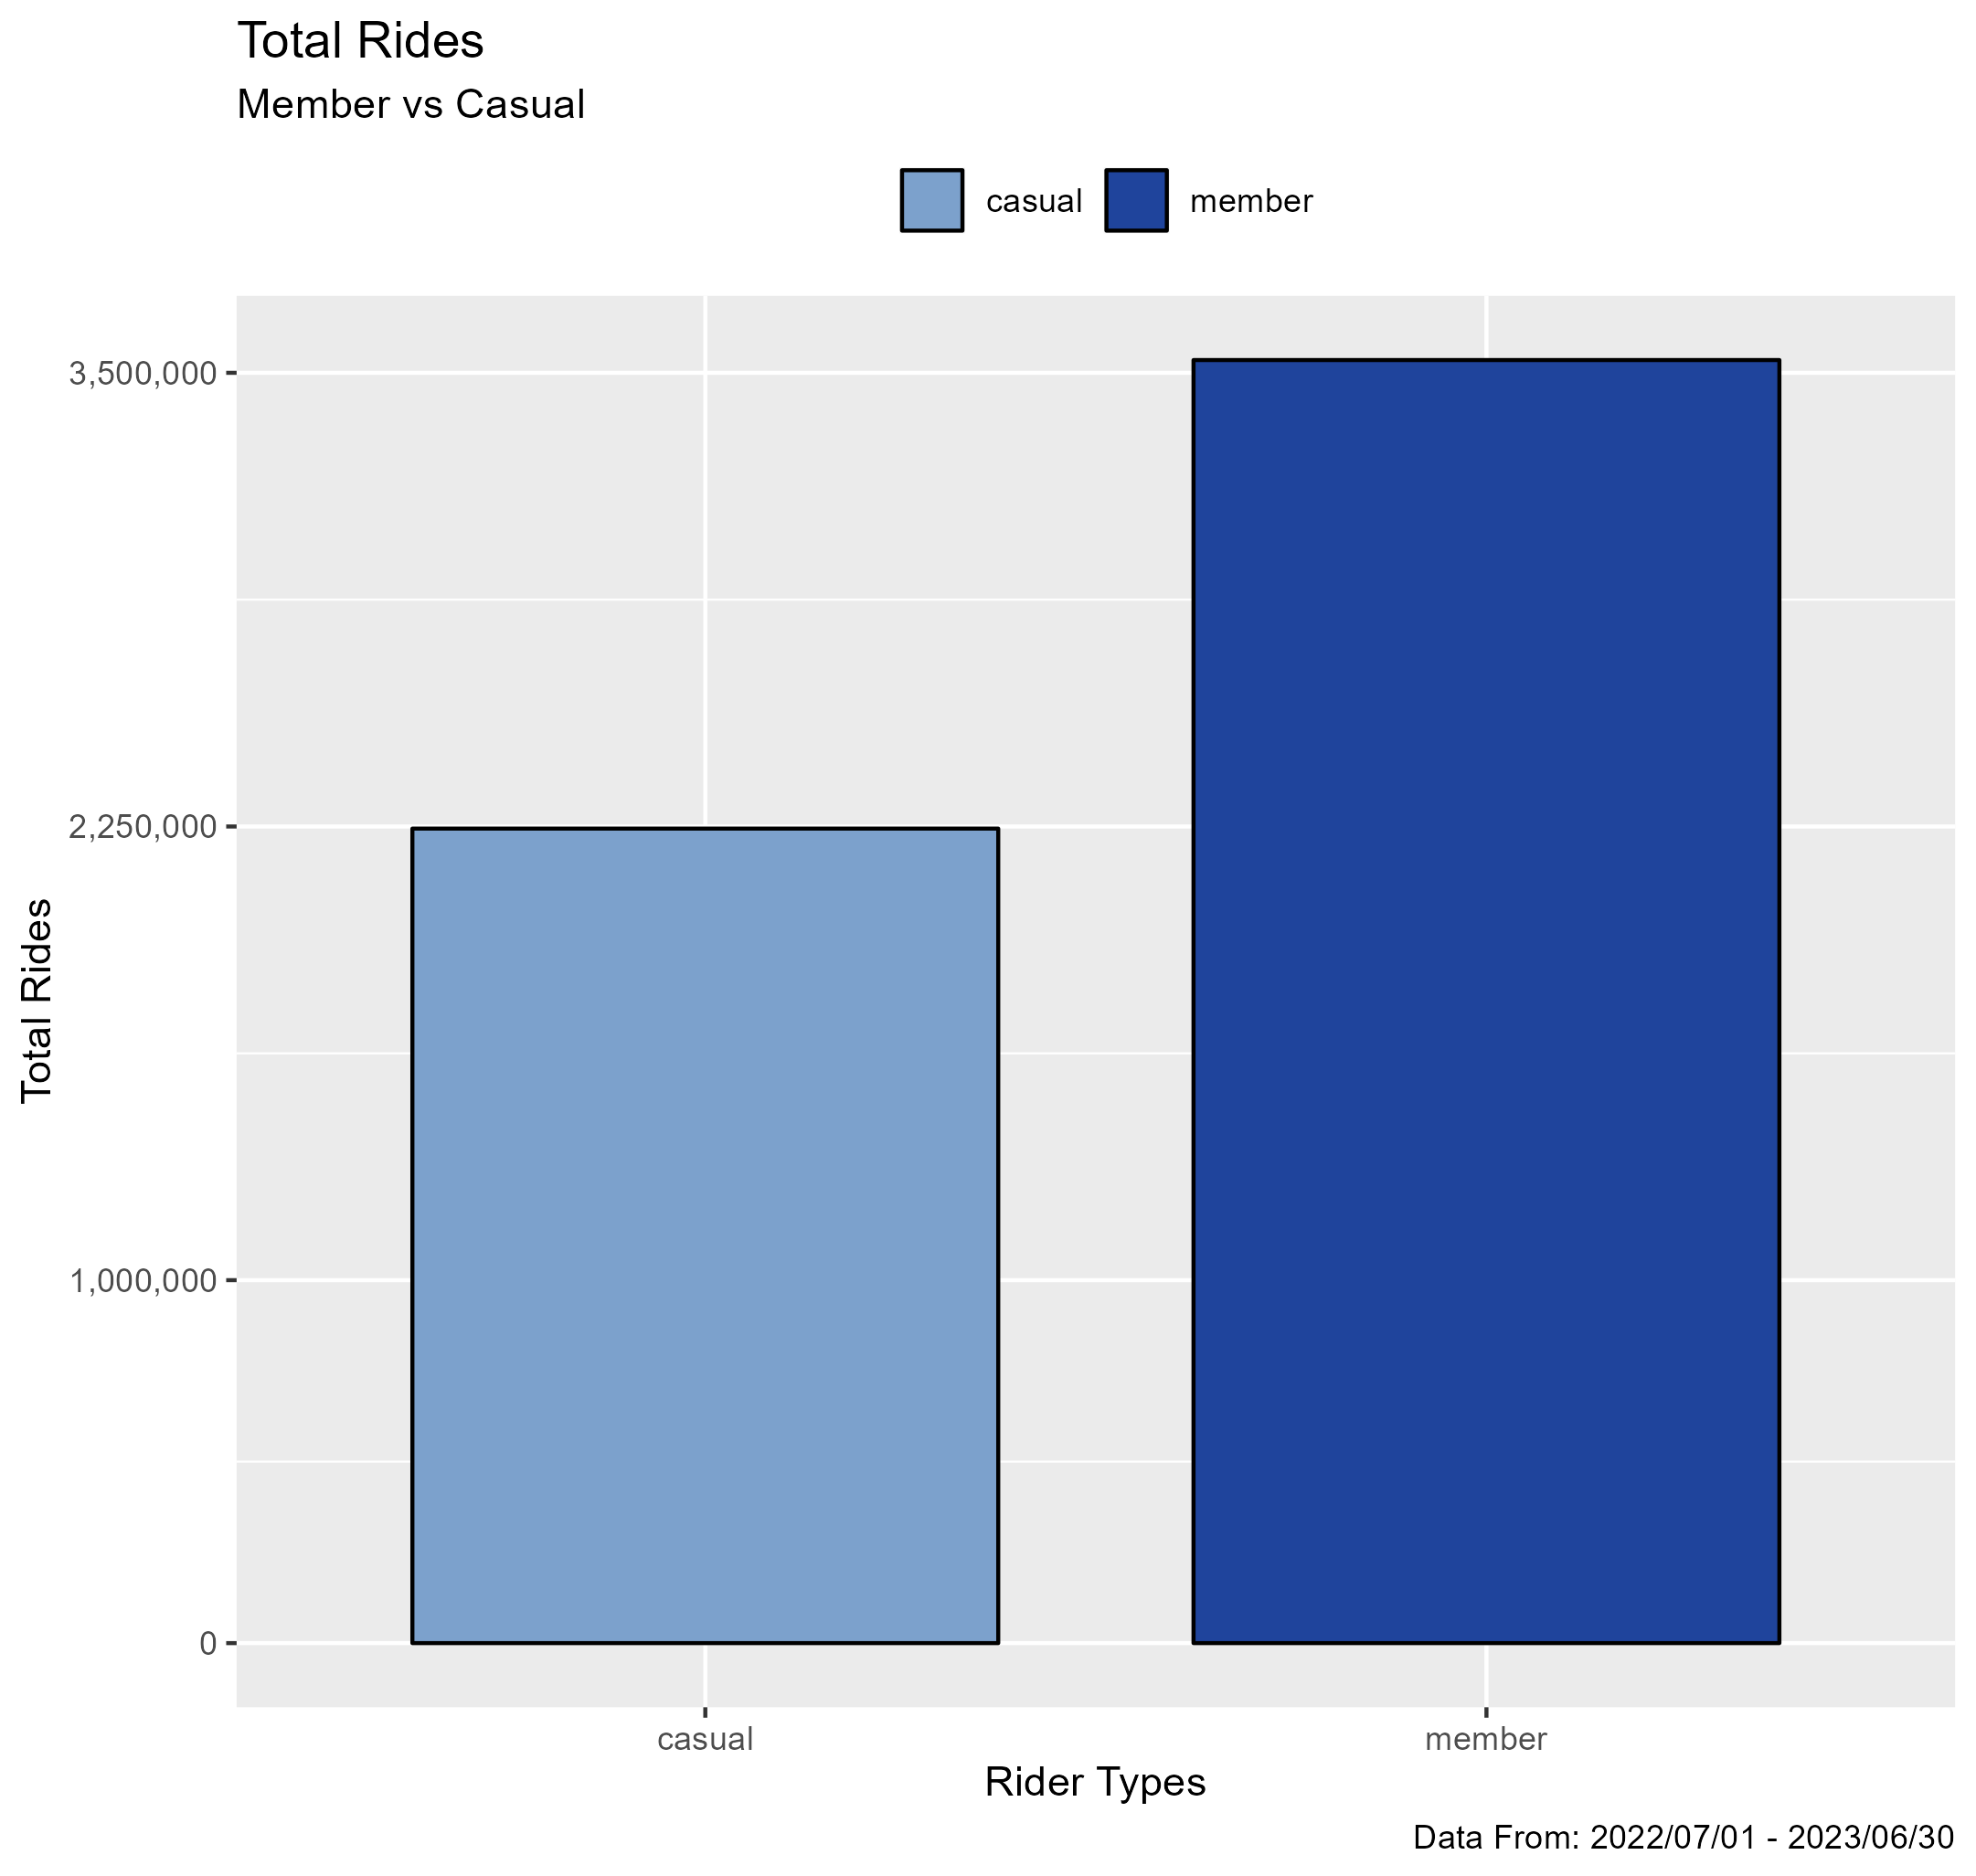 Total Rides
Member vs Casual
casual member
3,500,000
2,250,000
1,000,000
0
Total Rides
casual member
Rider Types
Data From: 2022/07/01 - 2023/06/30